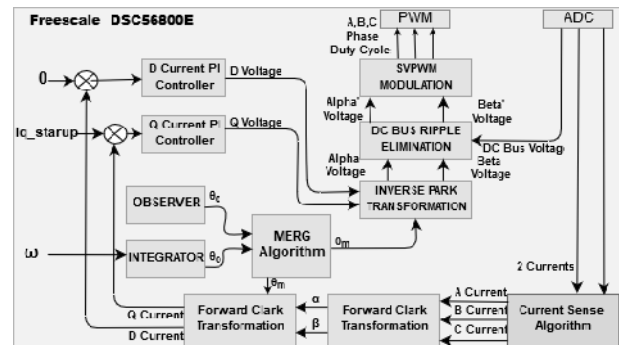 Freescale DSC56800E
A,B,C
Phase
Duty Cycle
PWM
ADC
0
D Current PI
Controller
D Voltage
SVPWM
MODULATION
Iq_starup
Q Current PI
Controller
Q Voltage
Alpha'
Voltage
Beta'
Voltage
DC BUS RIPPLE
ELIMINATION
DC Bus Voltag
Alpha
Voltage
Beta
Voltage
INVERSE PARK
TRANSFORMATION
OBSERVER
MERG
Algorithm
θm
ω
INTEGRATOR
θm
2 Currents
Q Current
D Current
Forward Clark
Transformation
α
β
Forward Clark
Transformation
A Current
B Current
C Current
Current Sense
Algorithm